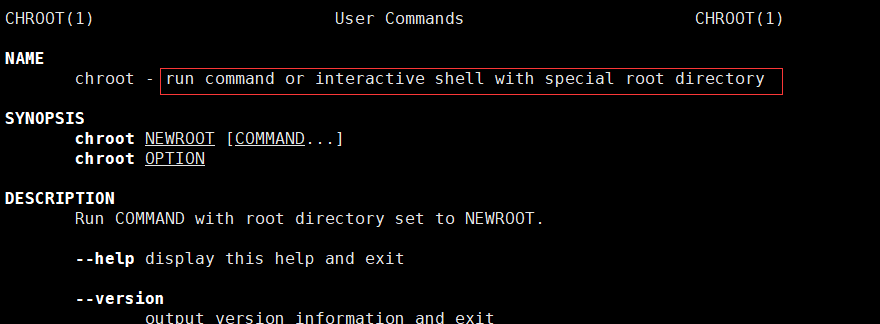 CHROOT(1) User Commands CHROOT(1)
NAME
chroot - run command or interactive shell with special root directory
SYNOPSIS
chroot NEWROOT [COMMAND...]
chroot OPTION
DESCRIPTION
Run COMMAND with root directory set to NEWROOT.
--help display this help and exit
--version
output version information and exit